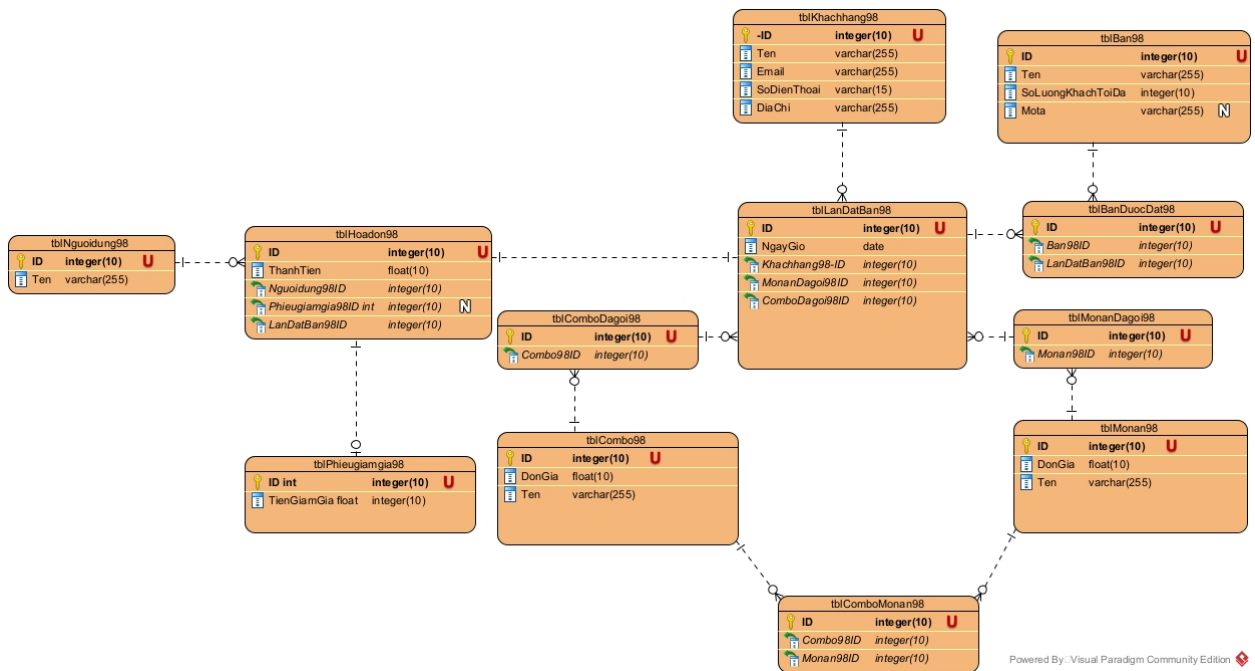 tblKhachhang98
-ID integer(10) U
Ten varchar(255)
Email varchar(255)
SoDienThoai varchar(15)
DiaChi varchar(255)
tblBan98
ID integer(10) U
Ten varchar(255)
SoLuongKhachToiDa integer(10)
Mota varchar(255) N
tblNguoidung98
ID integer(10) U
Ten varchar(255)
tblHoadon98
ID integer(10) U
ThanhTien float(10)
Nguoidung98ID integer(10)
Phieugiamgia98ID int integer(10) N
LanDatBan98ID integer(10)
tblLanDatBan98
ID integer(10) U
NgayGio date
Khachhang98-ID integer(10)
MonanDagoi98ID integer(10)
ComboDagoi98ID integer(10)
tblBanDuocDat98
ID integer(10) U
Ban98ID integer(10)
LanDatBan98ID integer(10)
tblComboDagoi98
ID integer(10) U
Combo98ID integer(10)
tblMonanDagoi98
ID integer(10) U
Monan98ID integer(10)
tblPhieugiamgia98
ID int integer(10) U
TienGiamGia float integer(10)
tblCombo98
ID integer(10) U
DonGia float(10)
Ten varchar(255)
tblMonan98
ID integer(10) U
DonGia float(10)
Ten varchar(255)
tblComboMonan98
ID integer(10) U
Combo98ID integer(10)
Monan98ID integer(10)
Powered By Visual Paradigm Community Edition